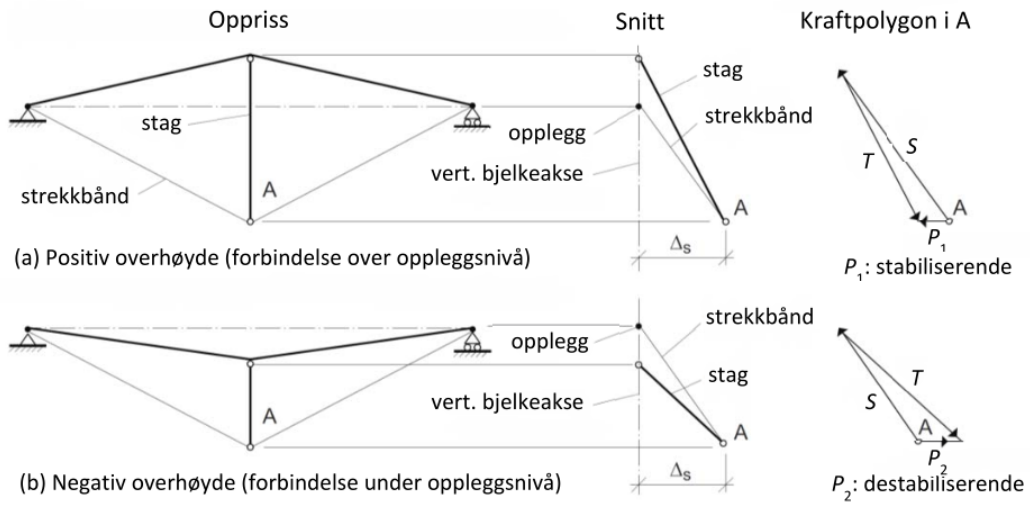 Oppriss
Snitt
Kraftpolygon i A
stag
strekkbånd
A
opplegg
vert. bjelkeakse
stag
strekkbånd
A
Δs
T
S
A
P1
P1: stabiliserende
(a) Positiv overhøyde (forbindelse over oppleggsnivå)
A
opplegg
vert. bjelkeakse
strekkbånd
stag
A
Δs
T
S
A
P2
P2: destabiliserende
(b) Negativ overhøyde (forbindelse under oppleggsnivå)